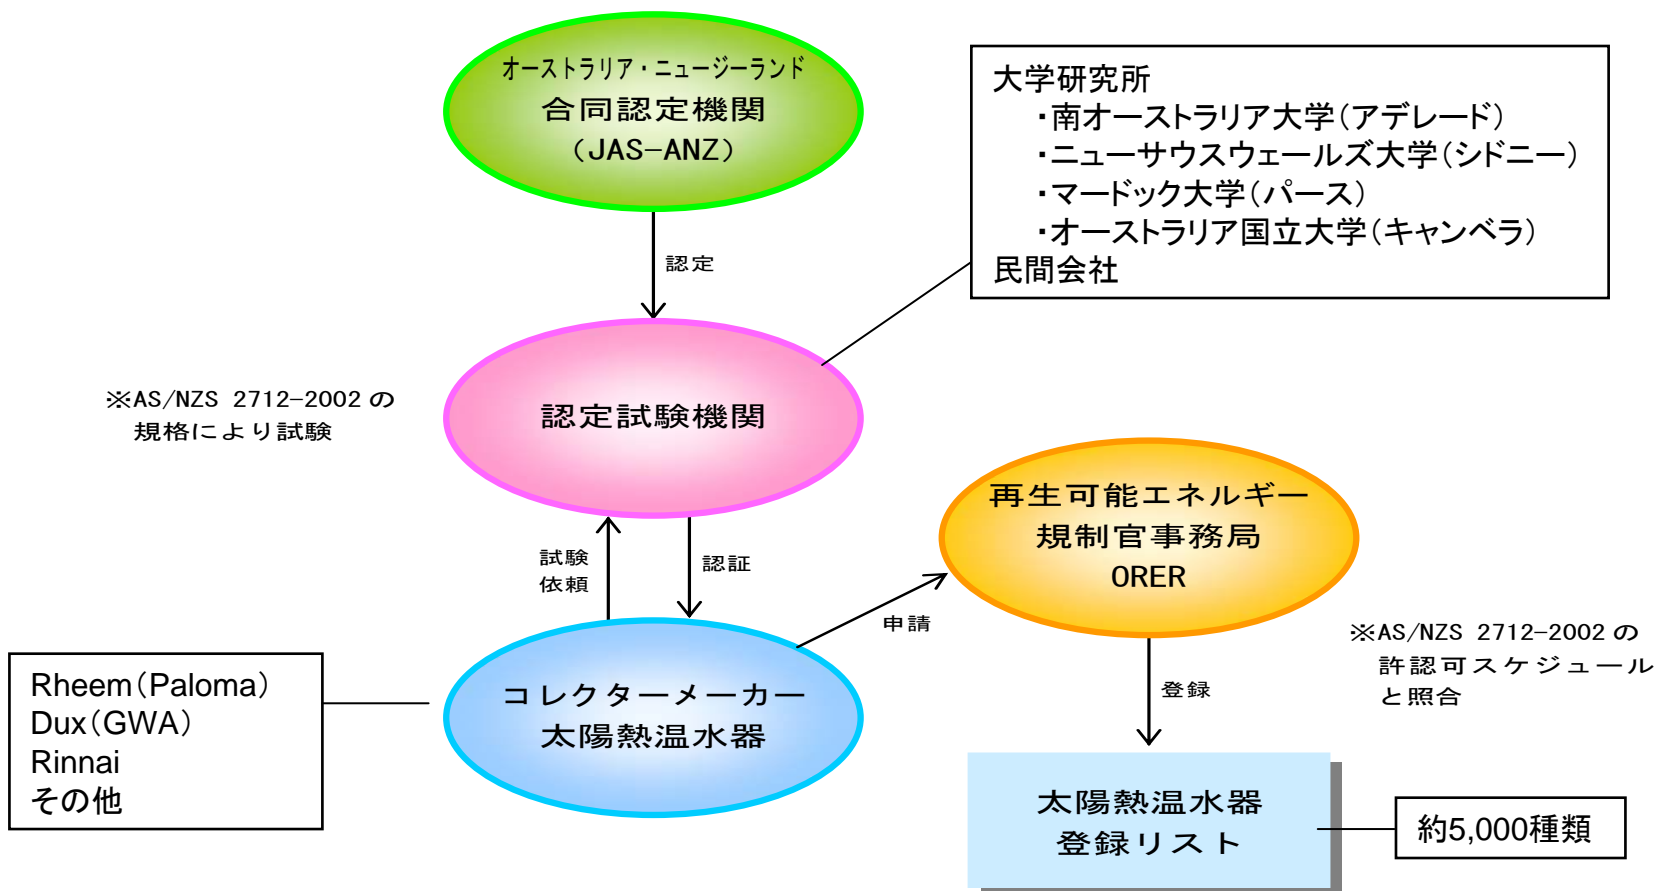 オーストラリア・ニュージーランド
合同認定機関
（JAS-ANZ）
大学研究所
・南オーストラリア大学（アデレード）
・ニューサウスウェールズ大学（シドニー）
・マードック大学（パース）
・オーストラリア国立大学（キャンベラ）
民間会社
認定
※AS/NZS 2712-2002 の
規格により試験
認定試験機関
試験
依頼
認証
再生可能エネルギー
規制官事務局
ORER
申請
Rheem（Paloma）
Dux（GWA）
Rinnai
その他
コレクターメーカー
太陽熱温水器
登録
※AS/NZS 2712-2002 の
許認可スケジュール
と照合
太陽熱温水器
登録リスト
約5,000種類